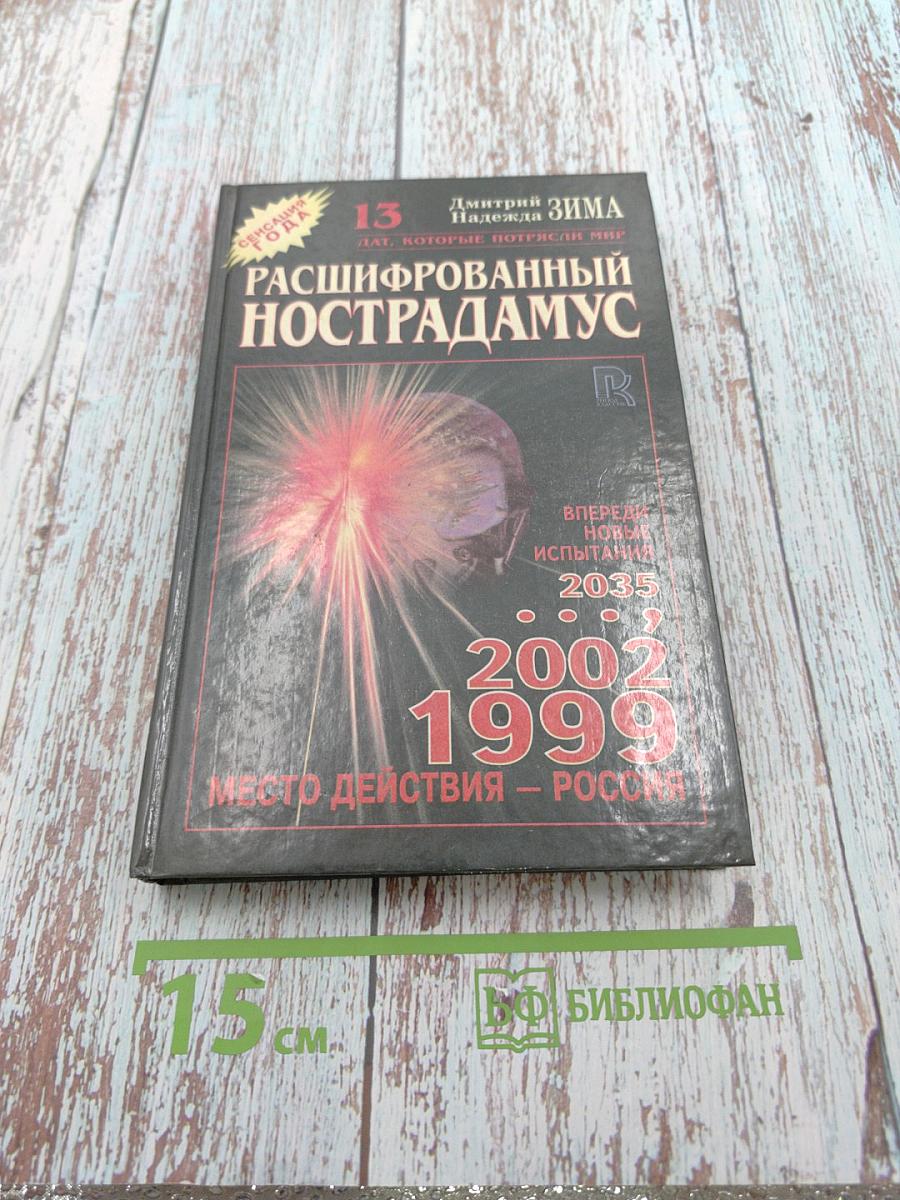 СЕНСАЦИЯ
ГОДА
13
Дмитрий
Надежда ЗИМА
ДАТ, КОТОРЫЕ ПОТРЯСЛИ МИР
РАСШИФРОВАННЫЙ
НОСТРАДАМУС
ВПЕРЕДИ
НОВЫЕ
ИСПЫТАНИЯ
2035
...,
2002
1999
МЕСТО ДЕЙСТВИЯ — РОССИЯ
15 см
БФ БИБЛИОФАН